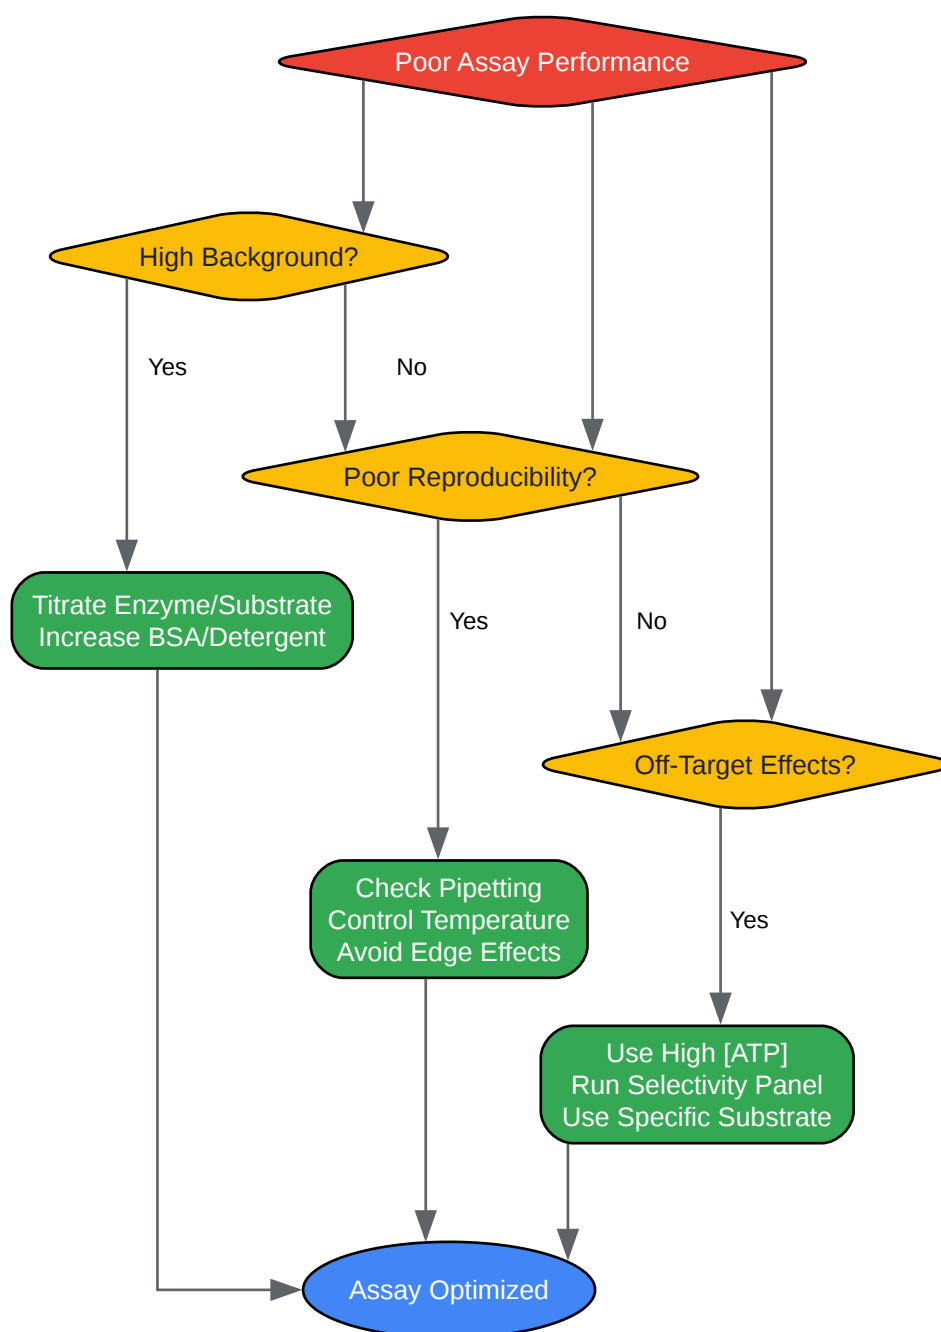 Poor Assay Performance
High Background?
Yes
No
Poor Reproducibility?
Titrate Enzyme/Substrate
Increase BSA/Detergent
Yes
No
Off-Target Effects?
Check Pipetting
Control Temperature
Avoid Edge Effects
Yes
Use High [ATP]
Run Selectivity Panel
Use Specific Substrate
Assay Optimized